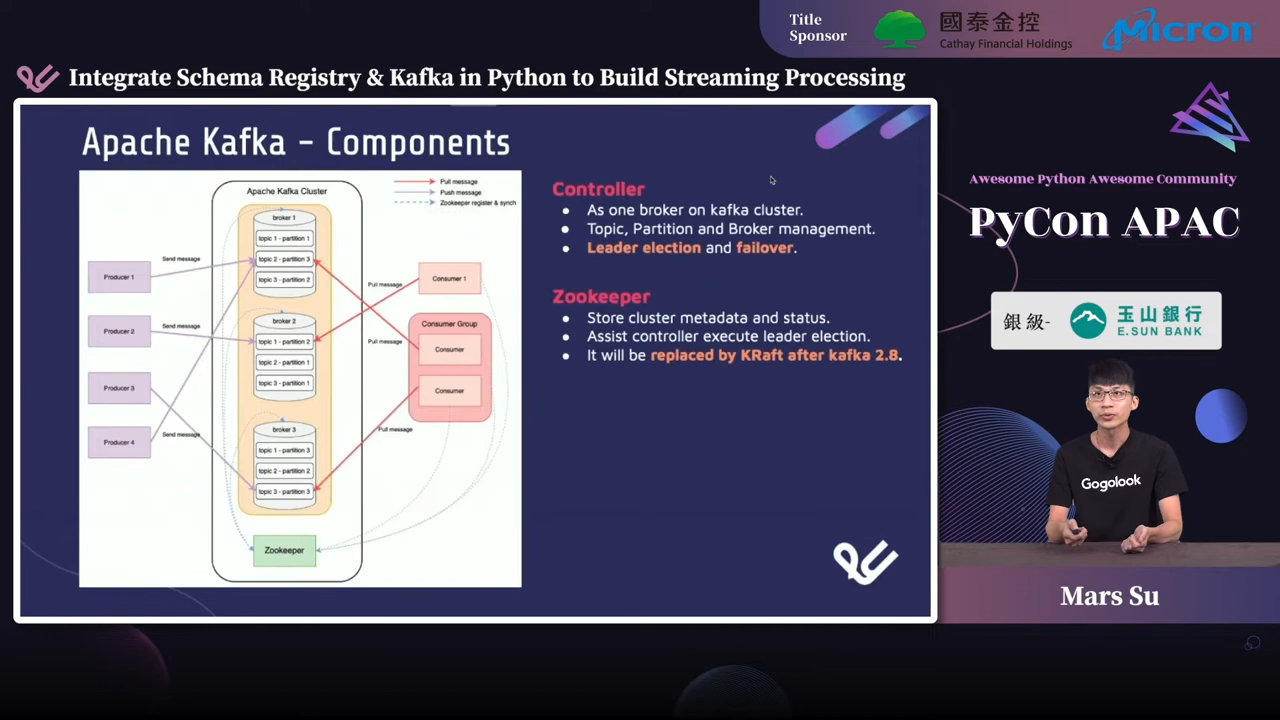 Title
Sponsor
國泰金控
Cathay Financial Holdings
Micron
Integrate Schema Registry & Kafka in Python to Build Streaming Processing
Apache Kafka - Components
Apache Kafka Cluster
Pull message
Push message
Zookeeper register & synch
broker 1
topic 1 - partition 1
topic 2 - partition 3
topic 3 - partition 2
broker 2
topic 1 - partition 2
topic 2 - partition 1
topic 3 - partition 1
broker 3
topic 1 - partition 3
topic 2 - partition 2
topic 3 - partition 3
Zookeeper
Producer 1
Producer 2
Producer 3
Producer 4
Send message
Send message
Send message
Pull message
Pull message
Pull message
Consumer 1
Consumer Group
Consumer
Consumer
Controller
● As one broker on kafka cluster.
● Topic, Partition and Broker management.
● Leader election and failover.
Zookeeper
● Store cluster metadata and status.
● Assist controller execute leader election.
● It will be replaced by KRaft after kafka 2.8.
Awesome Python Awesome Community
PyCon APAC
銀級-
玉山銀行
E.SUN BANK
Gogolook
Mars Su